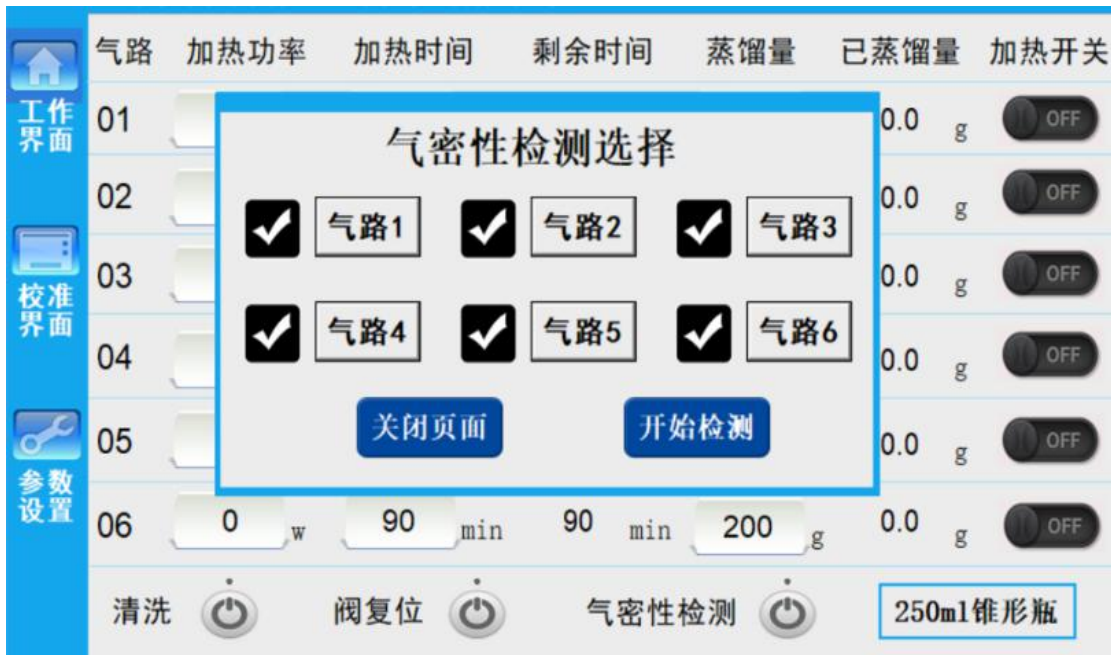 气路 加热功率 加热时间 剩余时间 蒸馏量 已蒸馏量 加热开关
工作
界面
校准
界面
参数
设置
01 0.0 g OFF
02 0.0 g OFF
03 0.0 g OFF
04 0.0 g OFF
05 0.0 g OFF
气密性检测选择
气路1 气路2 气路3
气路4 气路5 气路6
关闭页面 开始检测
06 0 w 90 min 90 min 200 g 0.0 g OFF
清洗 阀复位 气密性检测 250ml锥形瓶